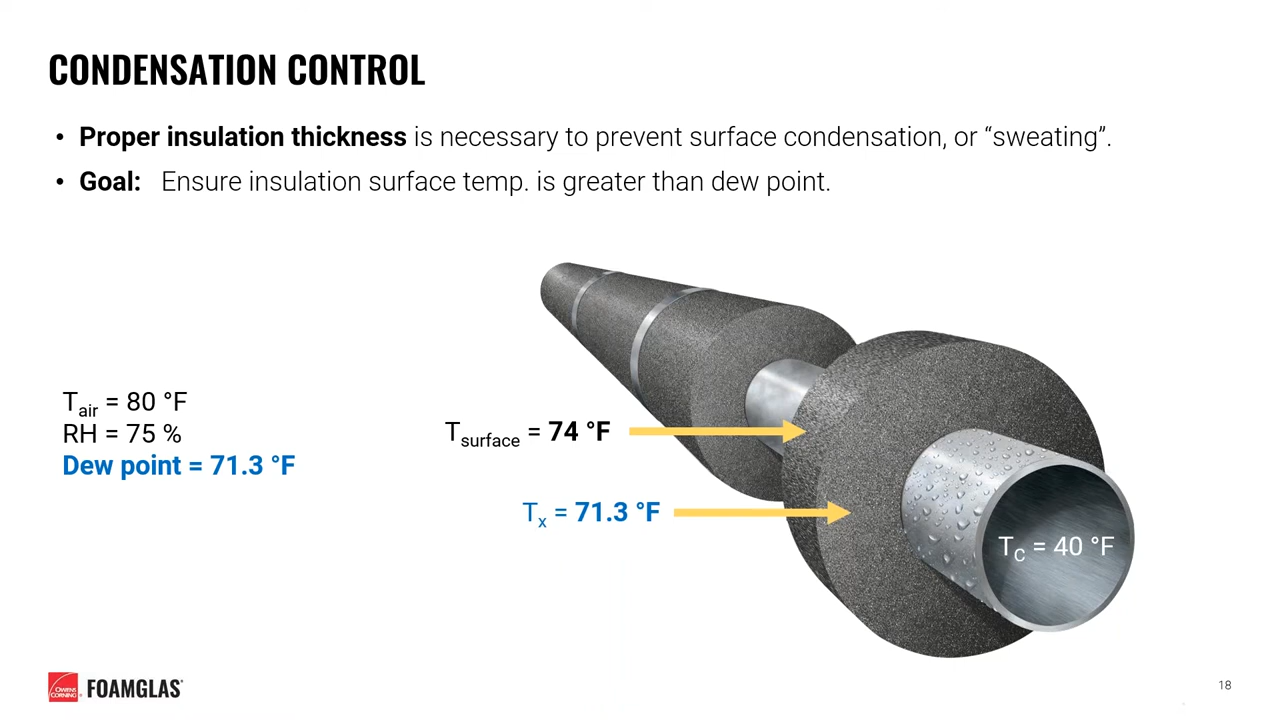 CONDENSATION CONTROL
• Proper insulation thickness is necessary to prevent surface condensation, or “sweating”.
• Goal: Ensure insulation surface temp. is greater than dew point.
Tair = 80 °F
RH = 75 %
Dew point = 71.3 °F
Tsurface = 74 °F
Tx = 71.3 °F
TC = 40 °F
OWENS CORNING FOAMGLAS®
18